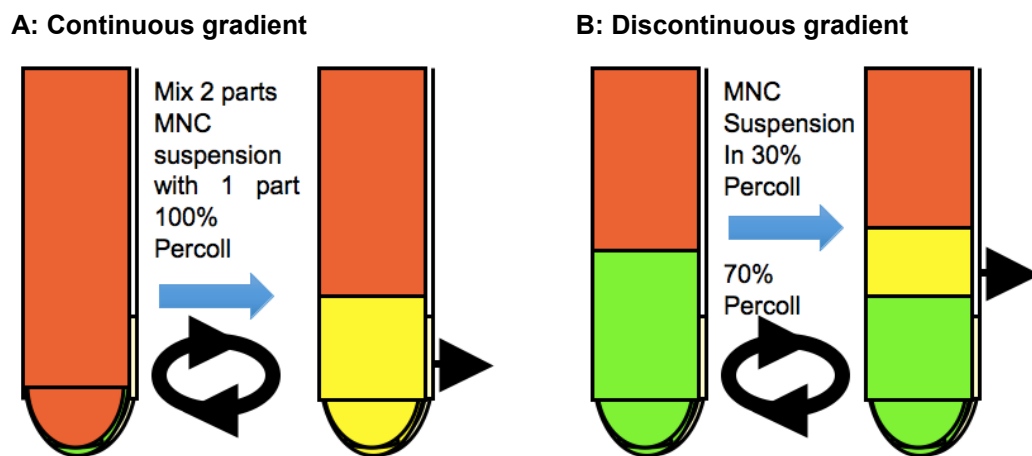 A: Continuous gradient
B: Discontinuous gradient
Mix 2 parts
MNC
suspension
with 1 part
100%
Percoll
MNC
Suspension
In 30%
Percoll
70%
Percoll